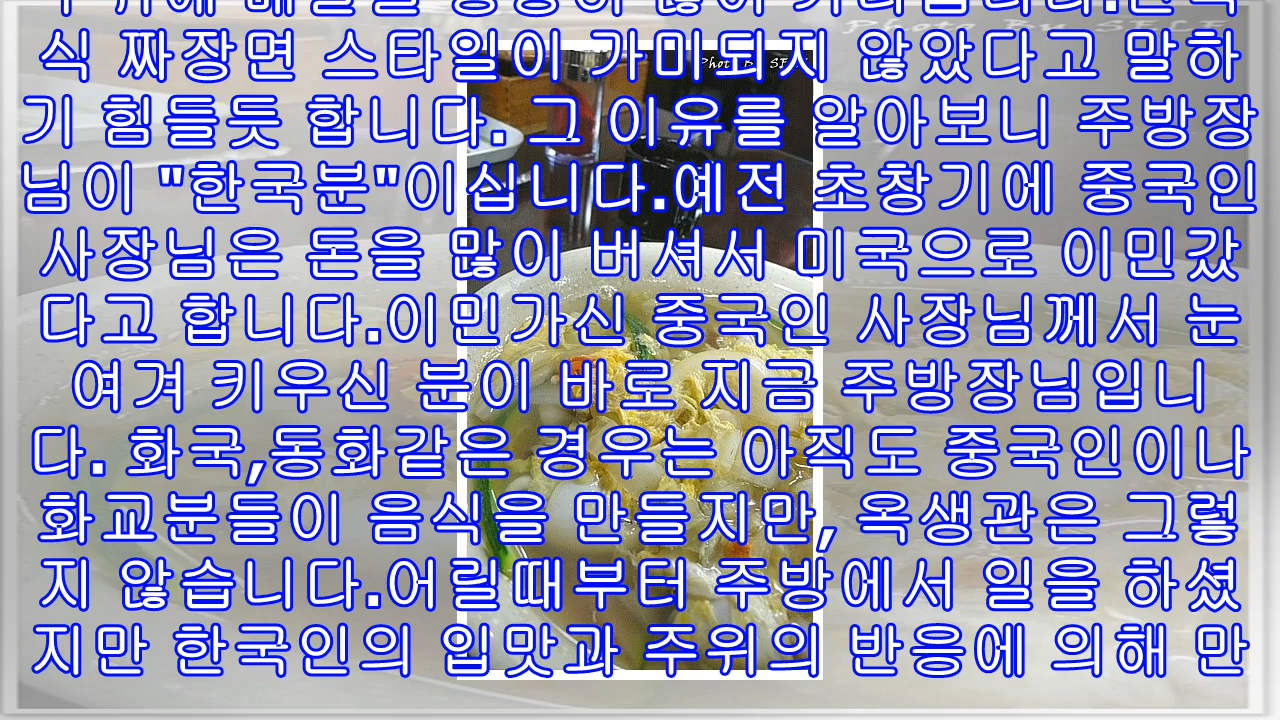 Photo By SELE
식 짜장면 스타일이 가미되지 않았다고 말하
기 힘들듯 합니다. 그 이유를 알아보니 주방장
님이 "한국분"이십니다.예전 초창기에 중국인
사장님은 돈을 많이 버셔서 미국으로 이민갔
다고 합니다.이민가신 중국인 사장님께서 눈
여겨 키우신 분이 바로 지금 주방장님입니
다. 화국,동화같은 경우는 아직도 중국인이나
화교분들이 음식을 만들지만, 옥생관은 그렇
지 않습니다.어릴때부터 주방에서 일을 하셨
지만 한국인의 입맛과 주위의 반응에 의해 만